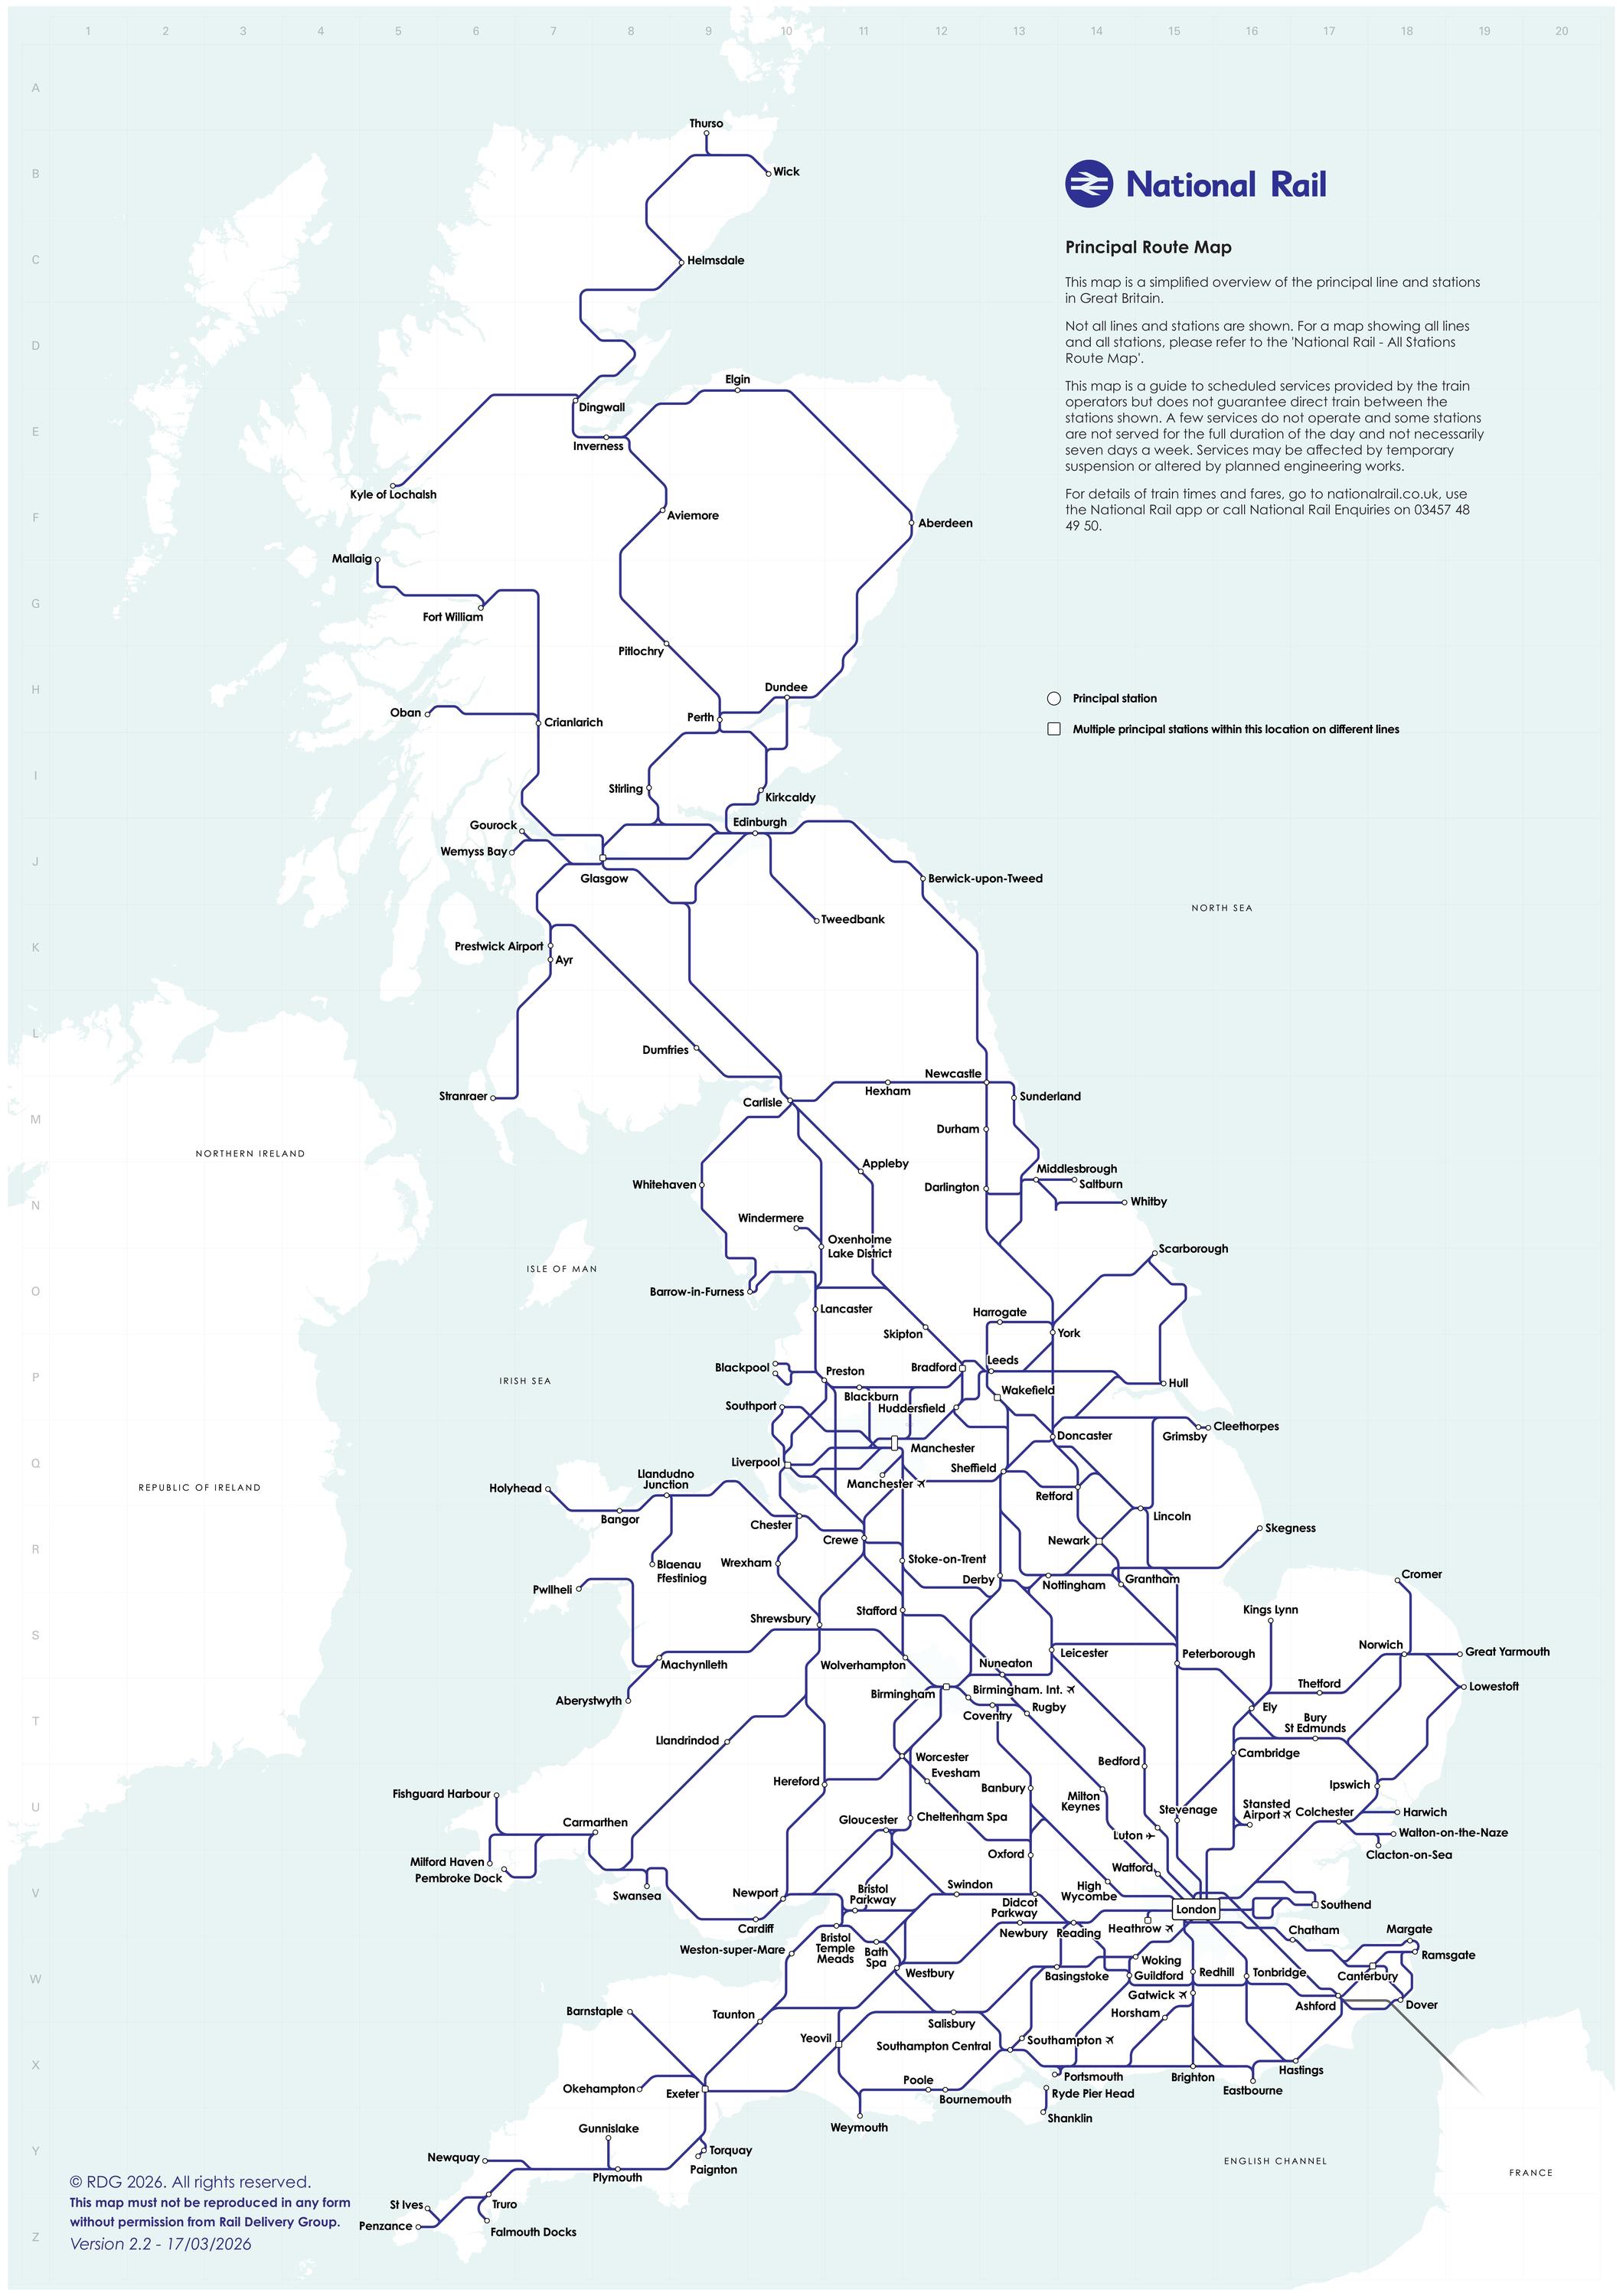 1 2 3 4 5 6 7 8 9 10 11 12 13 14 15 16 17 18 19 20
A
B
C
D
E
F
G
H
I
J
K
L
M
N
O
P
Q
R
S
T
U
V
W
X
Y
Z
National Rail
Principal Route Map
This map is a simplified overview of the principal line and stations
in Great Britain.
Not all lines and stations are shown. For a map showing all lines
and all stations, please refer to the 'National Rail - All Stations
Route Map'.
This map is a guide to scheduled services provided by the train
operators but does not guarantee direct train between the
stations shown. A few services do not operate and some stations
are not served for the full duration of the day and not necessarily
seven days a week. Services may be affected by temporary
suspension or altered by planned engineering works.
For details of train times and fares, go to nationalrail.co.uk, use
the National Rail app or call National Rail Enquiries on 03457 48
49 50.
Principal station
Multiple principal stations within this location on different lines
Thurso
Wick
Helmsdale
Elgin
Dingwall
Inverness
Kyle of Lochalsh
Aviemore
Aberdeen
Mallaig
Fort William
Pitlochry
Dundee
Oban
Crianlarich
Perth
Stirling
Kirkcaldy
Gourock
Edinburgh
Wemyss Bay
Glasgow
Berwick-upon-Tweed
Tweedbank
NORTH SEA
Prestwick Airport
Ayr
Dumfries
Stranraer
Carlisle
Newcastle
Hexham
Sunderland
Durham
NORTHERN IRELAND
Appleby
Middlesbrough
Saltburn
Whitehaven
Darlington
Whitby
Windermere
Oxenholme
Lake District
Scarborough
ISLE OF MAN
Barrow-in-Furness
Lancaster
Harrogate
Skipton
York
Blackpool
Preston
Bradford
Leeds
IRISH SEA
Blackburn
Wakefield
Hull
Southport
Huddersfield
Cleethorpes
Grimsby
Doncaster
Manchester
Liverpool
Sheffield
REPUBLIC OF IRELAND
Holyhead
Llandudno
Junction
Manchester
Retford
Bangor
Chester
Lincoln
Skegness
Crewe
Newark
Blaenau
Ffestiniog
Wrexham
Stoke-on-Trent
Derby
Nottingham
Grantham
Pwllheli
Cromer
Shrewsbury
Stafford
Kings Lynn
Machynlleth
Wolverhampton
Nuneaton
Leicester
Peterborough
Norwich
Great Yarmouth
Aberystwyth
Birmingham
Birmingham. Int.
Thetford
Lowestoft
Coventry
Rugby
Ely
Bury
St Edmunds
Llandrindod
Worcester
Bedford
Cambridge
Evesham
Hereford
Banbury
Milton
Keynes
Ipswich
Fishguard Harbour
Stevenage
Stansted
Airport
Colchester
Harwich
Carmarthen
Gloucester
Cheltenham Spa
Luton
Walton-on-the-Naze
Clacton-on-Sea
Milford Haven
Pembroke Dock
Oxford
Watford
Swansea
Newport
Bristol
Parkway
Swindon
High
Wycombe
Cardiff
Didcot
Parkway
London
Southend
Newbury
Reading
Heathrow
Chatham
Margate
Weston-super-Mare
Bristol
Temple
Meads
Bath
Spa
Ramsgate
Westbury
Basingstoke
Woking
Guildford
Redhill
Tonbridge
Canterbury
Gatwick
Barnstaple
Taunton
Salisbury
Horsham
Ashford
Dover
Yeovil
Southampton Central
Southampton
Okehampton
Exeter
Poole
Bournemouth
Portsmouth
Ryde Pier Head
Brighton
Hastings
Eastbourne
Weymouth
Shanklin
Gunnislake
Newquay
Torquay
Paignton
Plymouth
ENGLISH CHANNEL
FRANCE
St Ives
Truro
Penzance
Falmouth Docks
© RDG 2026. All rights reserved.
This map must not be reproduced in any form
without permission from Rail Delivery Group.
Version 2.2 - 17/03/2026